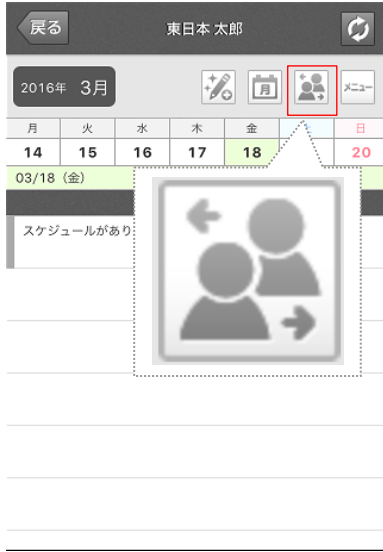 戻る
東日本 太郎
2016年 3月
月
メニュー
月 火 水 木 金 日
14 15 16 17 18 20
03/18（金）
スケジュールがあり